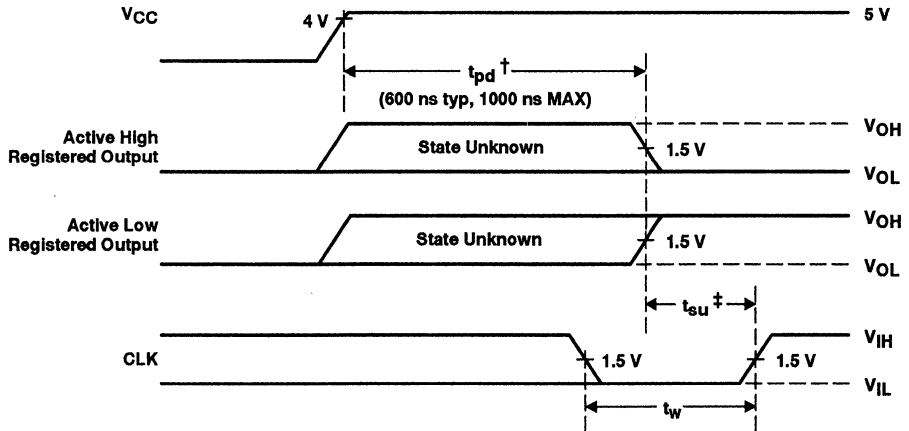 VCC
4 V
5 V
tpd †
(600 ns typ, 1000 ns MAX)
Active High
Registered Output
State Unknown
1.5 V
VOH
VOL
Active Low
Registered Output
State Unknown
1.5 V
VOH
VOL
tsu ‡
CLK
1.5 V
1.5 V
VIH
VIL
tw